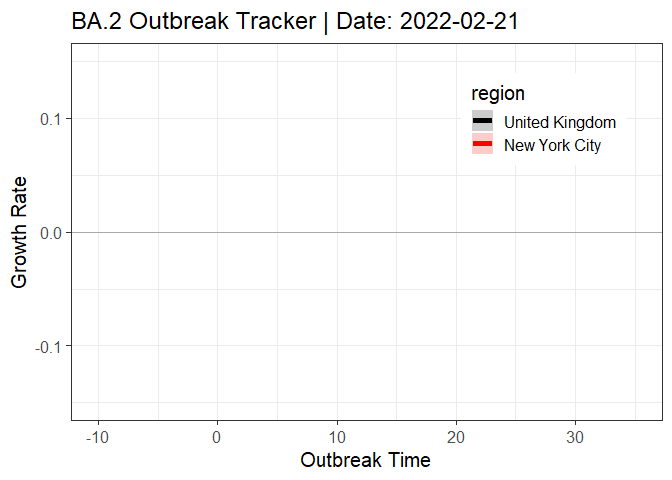 BA.2 Outbreak Tracker | Date: 2022-02-21
region
United Kingdom
New York City
0.1
0.0
-0.1
Growth Rate
-10 0 10 20 30
Outbreak Time